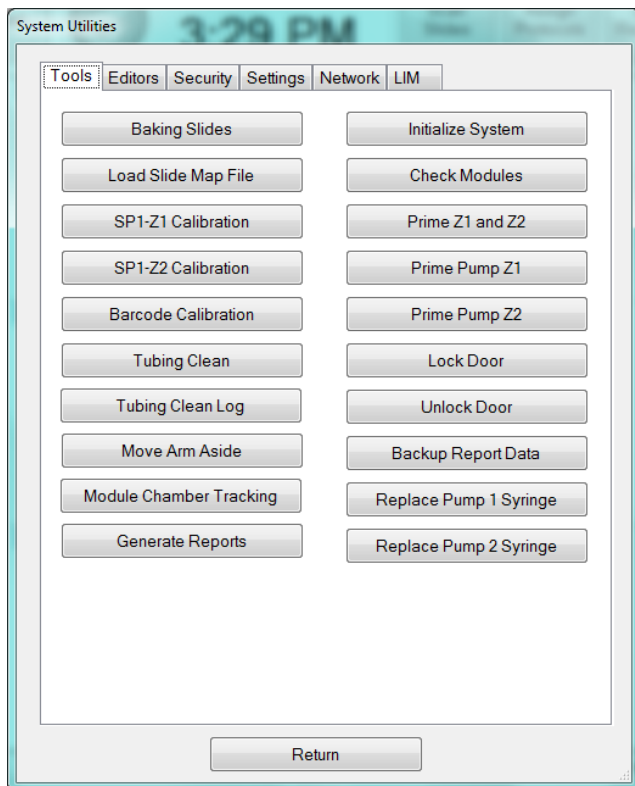 System Utilities
3:29 PM
Tools Editors Security Settings Network LIM
Baking Slides
Initialize System
Load Slide Map File
Check Modules
SP1-Z1 Calibration
Prime Z1 and Z2
SP1-Z2 Calibration
Prime Pump Z1
Barcode Calibration
Prime Pump Z2
Tubing Clean
Lock Door
Tubing Clean Log
Unlock Door
Move Arm Aside
Backup Report Data
Module Chamber Tracking
Replace Pump 1 Syringe
Generate Reports
Replace Pump 2 Syringe
Return